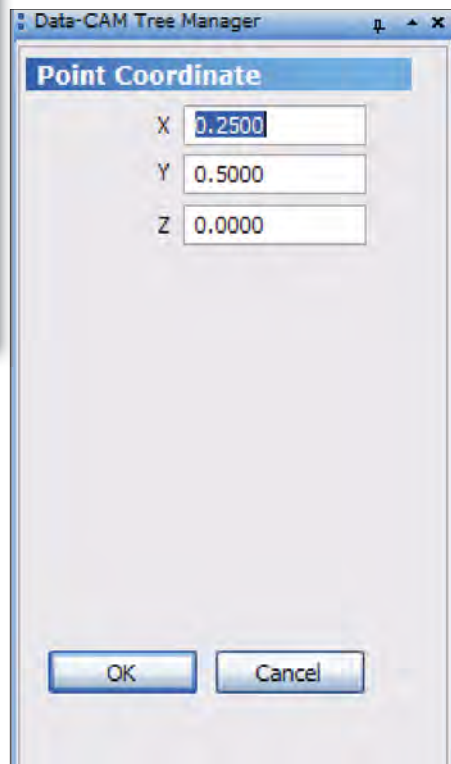 Data-CAM Tree Manager
Point Coordinate
X 0.2500
Y 0.5000
Z 0.0000
OK Cancel